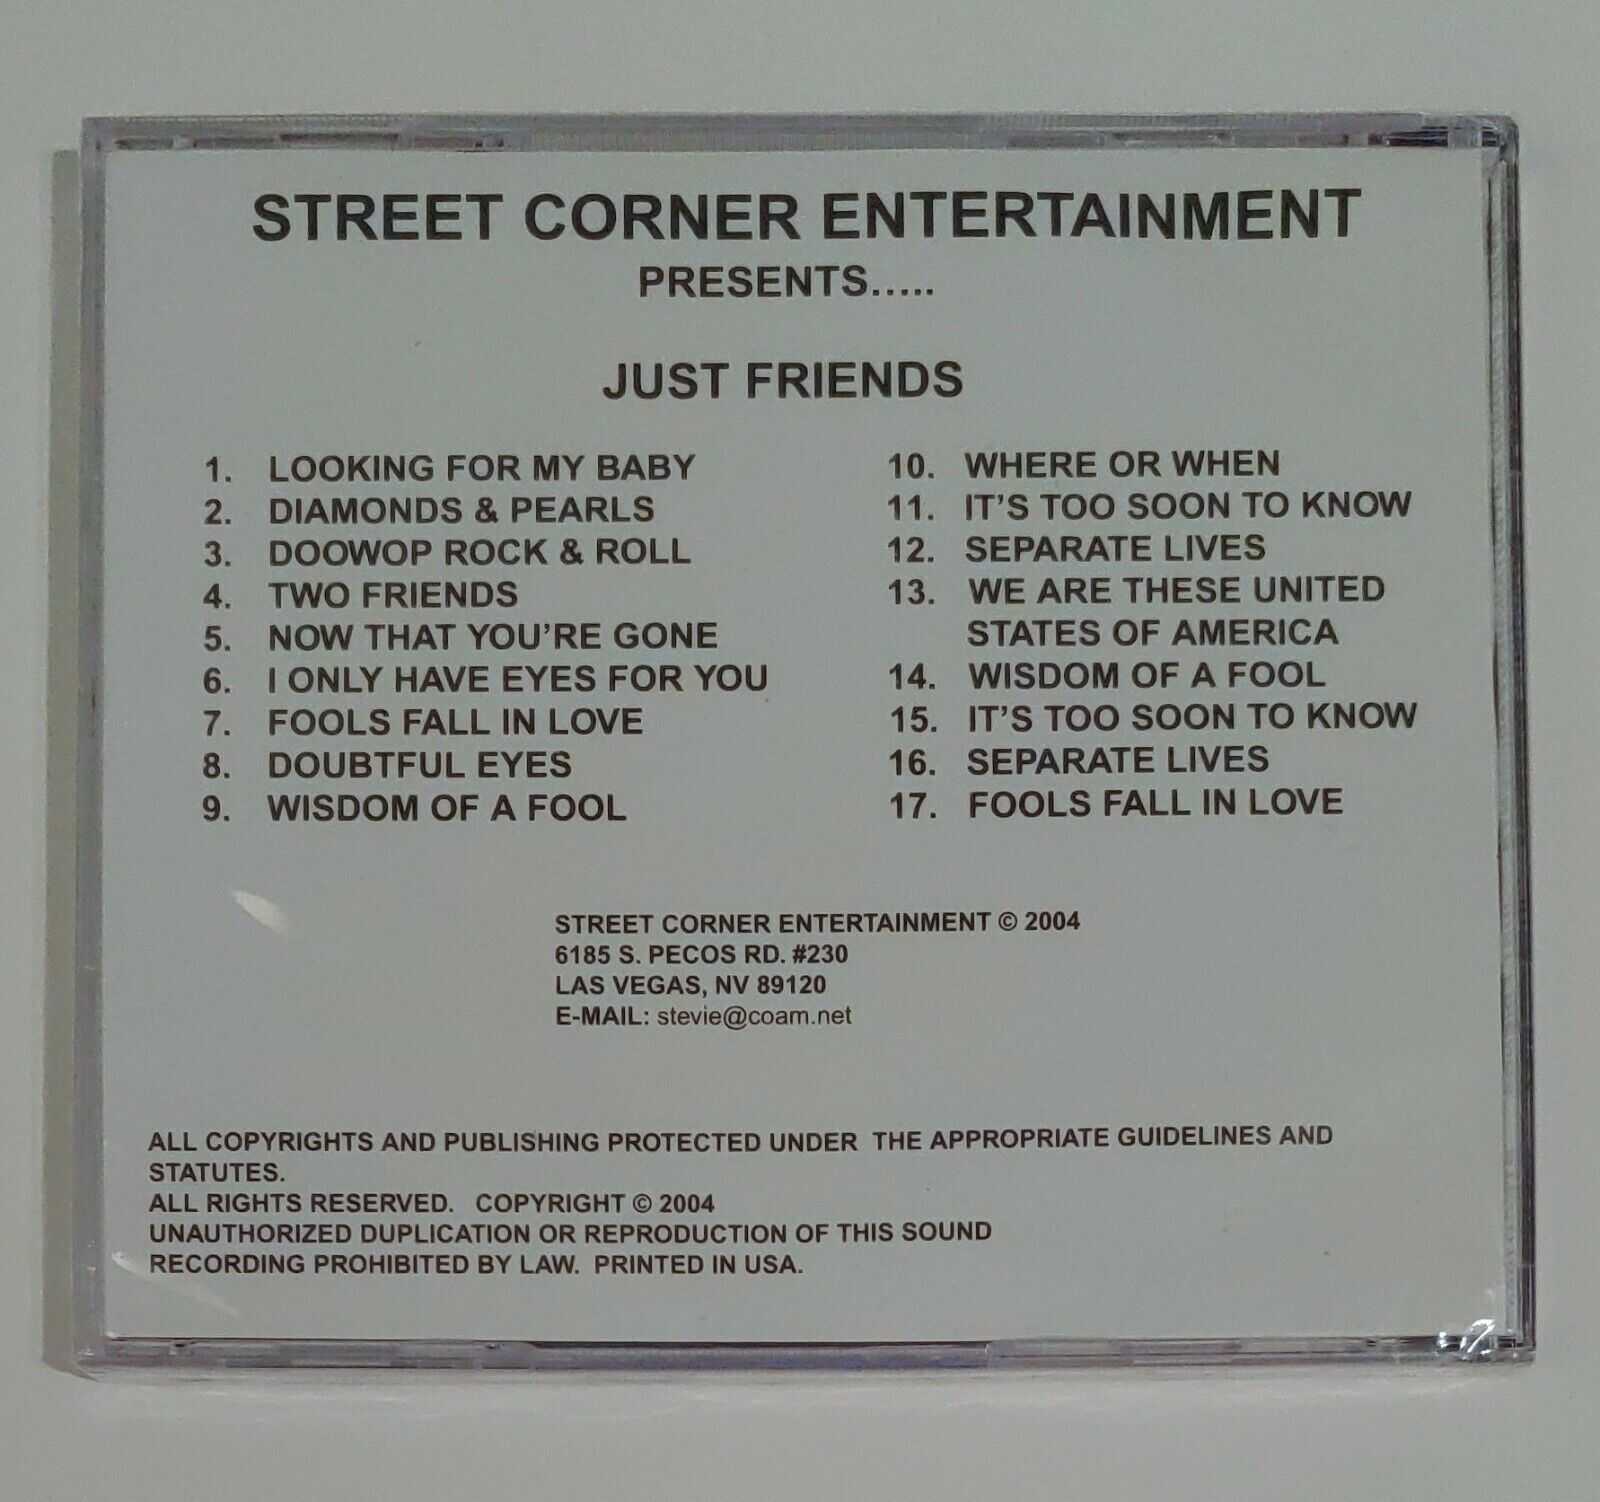 STREET CORNER ENTERTAINMENT
PRESENTS.....
JUST FRIENDS
1. LOOKING FOR MY BABY
2. DIAMONDS & PEARLS
3. DOOWOP ROCK & ROLL
4. TWO FRIENDS
5. NOW THAT YOU'RE GONE
6. I ONLY HAVE EYES FOR YOU
7. FOOLS FALL IN LOVE
8. DOUBTFUL EYES
9. WISDOM OF A FOOL
10. WHERE OR WHEN
11. IT'S TOO SOON TO KNOW
12. SEPARATE LIVES
13. WE ARE THESE UNITED
STATES OF AMERICA
14. WISDOM OF A FOOL
15. IT'S TOO SOON TO KNOW
16. SEPARATE LIVES
17. FOOLS FALL IN LOVE
STREET CORNER ENTERTAINMENT © 2004
6185 S. PECOS RD. #230
LAS VEGAS, NV 89120
E-MAIL: stevie@coam.net
ALL COPYRIGHTS AND PUBLISHING PROTECTED UNDER THE APPROPRIATE GUIDELINES AND
STATUTES.
ALL RIGHTS RESERVED. COPYRIGHT © 2004
UNAUTHORIZED DUPLICATION OR REPRODUCTION OF THIS SOUND
RECORDING PROHIBITED BY LAW. PRINTED IN USA.